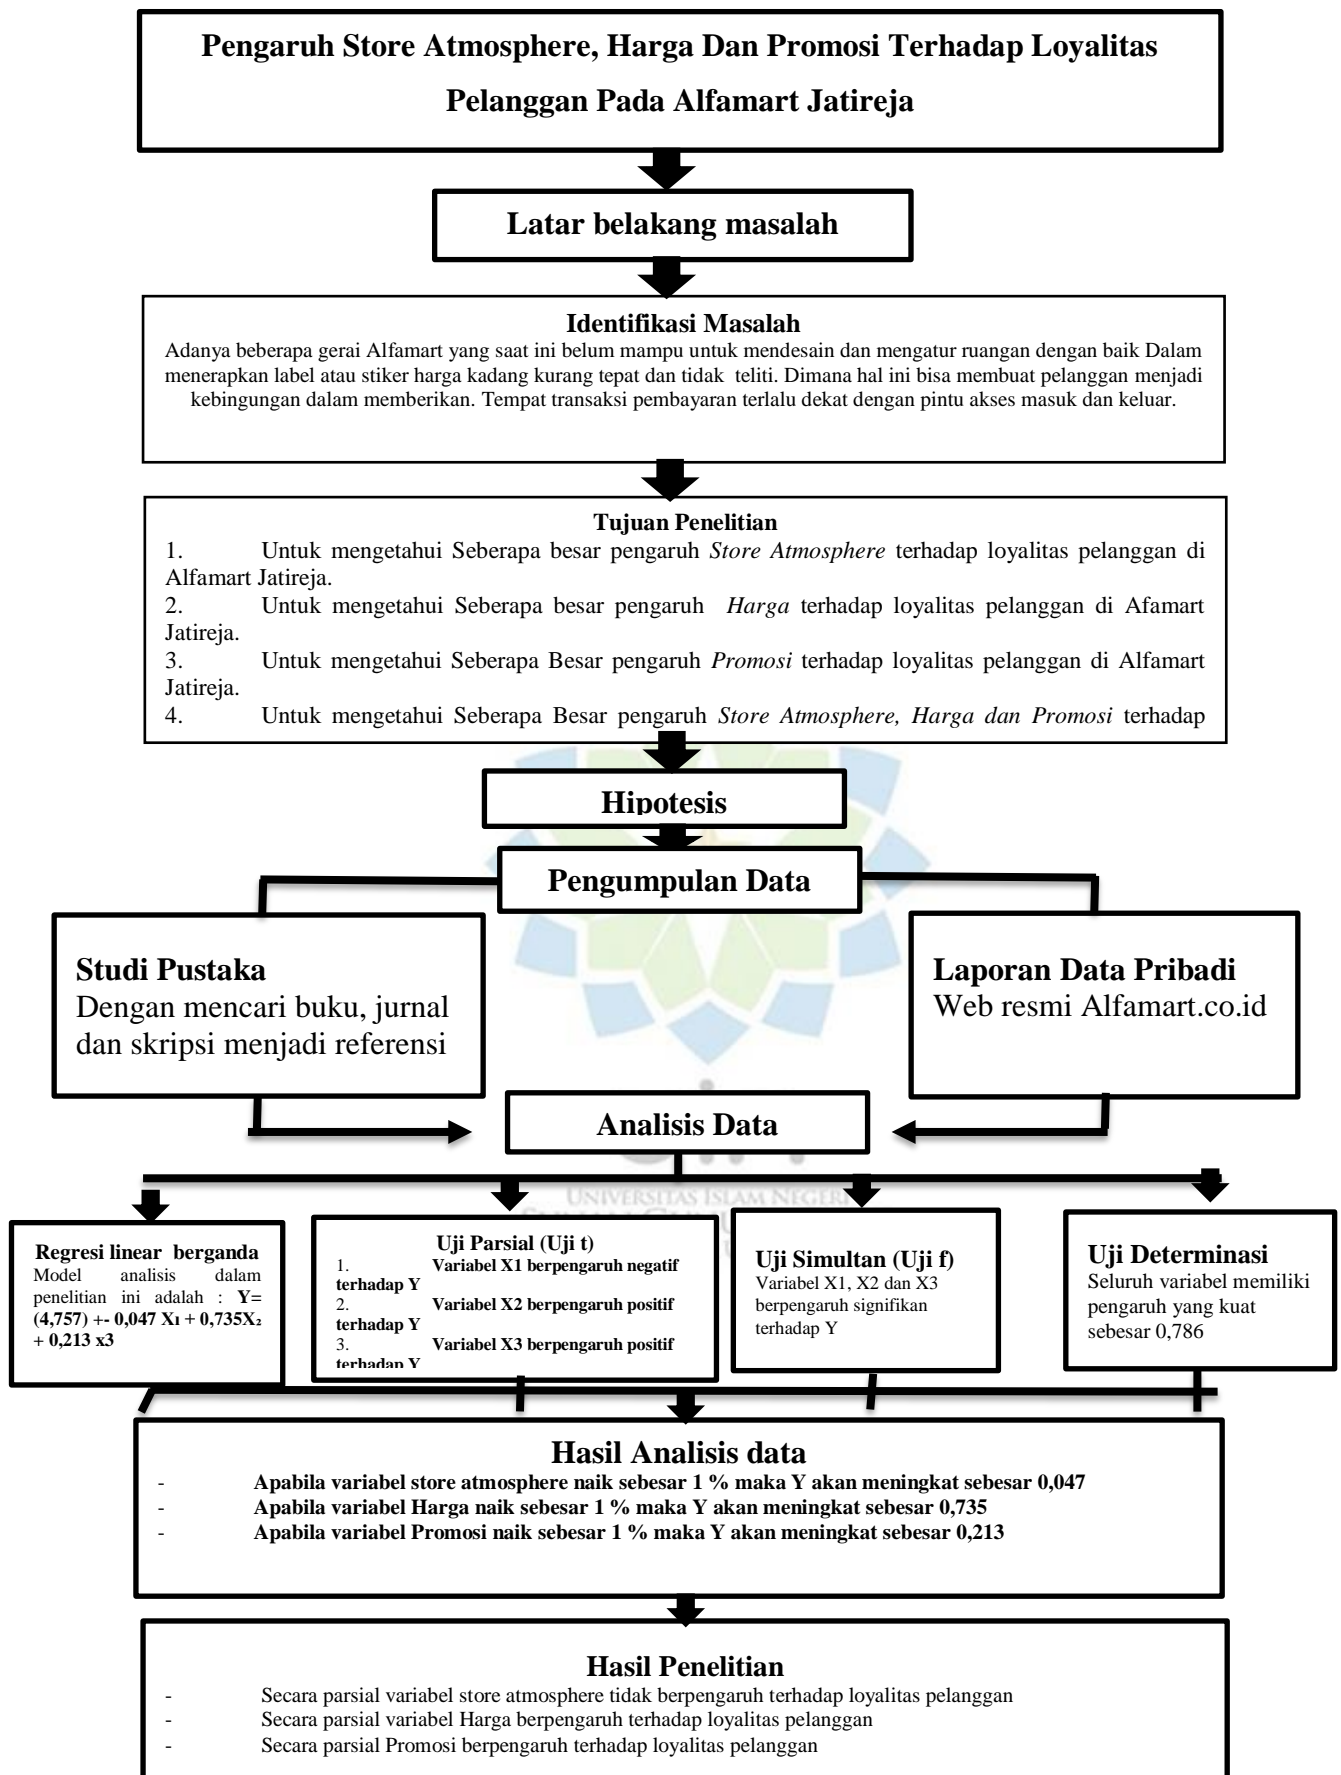 Pengaruh Store Atmosphere, Harga Dan Promosi Terhadap Loyalitas
Pelanggan Pada Alfamart Jatireja
Latar belakang masalah
Identifikasi Masalah
Adanya beberapa gerai Alfamart yang saat ini belum mampu untuk mendesain dan mengatur ruangan dengan baik Dalam
menerapkan label atau stiker harga kadang kurang tepat dan tidak teliti. Dimana hal ini bisa membuat pelanggan menjadi
kebingungan dalam memberikan. Tempat transaksi pembayaran terlalu dekat dengan pintu akses masuk dan keluar.
Tujuan Penelitian
1. Untuk mengetahui Seberapa besar pengaruh Store Atmosphere terhadap loyalitas pelanggan di
Alfamart Jatireja.
2. Untuk mengetahui Seberapa besar pengaruh Harga terhadap loyalitas pelanggan di Afamart
Jatireja.
3. Untuk mengetahui Seberapa Besar pengaruh Promosi terhadap loyalitas pelanggan di Alfamart
Jatireja.
4. Untuk mengetahui Seberapa Besar pengaruh Store Atmosphere, Harga dan Promosi terhadap
Hipotesis
Pengumpulan Data
Studi Pustaka
Dengan mencari buku, jurnal
dan skripsi menjadi referensi
Laporan Data Pribadi
Web resmi Alfamart.co.id
Analisis Data
UNIVERSITAS ISLAM NEGERI
Regresi linear berganda
Model analisis dalam
penelitian ini adalah : Y=
(4,757) +- 0,047 X₁ + 0,735X₂
+ 0,213 x3
Uji Parsial (Uji t)
1. Variabel X1 berpengaruh negatif
terhadap Y
2. Variabel X2 berpengaruh positif
terhadap Y
3. Variabel X3 berpengaruh positif
terhadap Y
Uji Simultan (Uji f)
Variabel X1, X2 dan X3
berpengaruh signifikan
terhadap Y
Uji Determinasi
Seluruh variabel memiliki
pengaruh yang kuat
sebesar 0,786
Hasil Analisis data
- Apabila variabel store atmosphere naik sebesar 1 % maka Y akan meningkat sebesar 0,047
- Apabila variabel Harga naik sebesar 1 % maka Y akan meningkat sebesar 0,735
- Apabila variabel Promosi naik sebesar 1 % maka Y akan meningkat sebesar 0,213
Hasil Penelitian
- Secara parsial variabel store atmosphere tidak berpengaruh terhadap loyalitas pelanggan
- Secara parsial variabel Harga berpengaruh terhadap loyalitas pelanggan
- Secara parsial Promosi berpengaruh terhadap loyalitas pelanggan